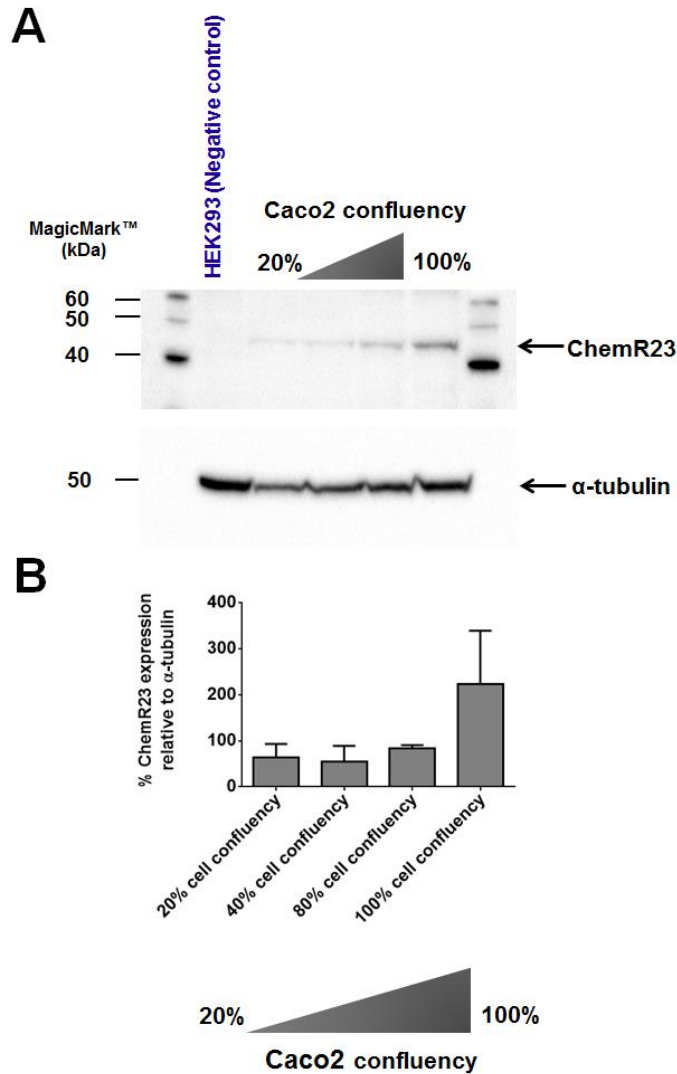 A
HEK293 (Negative control)
MagicMark™
(kDa)
Caco2 confluency
20%
100%
60
50
40
ChemR23
50
α-tubulin
B
% ChemR23 expression
relative to α-tubulin
400
300
200
100
0
20% cell confluency
40% cell confluency
80% cell confluency
100% cell confluency
20%
100%
Caco2 confluency